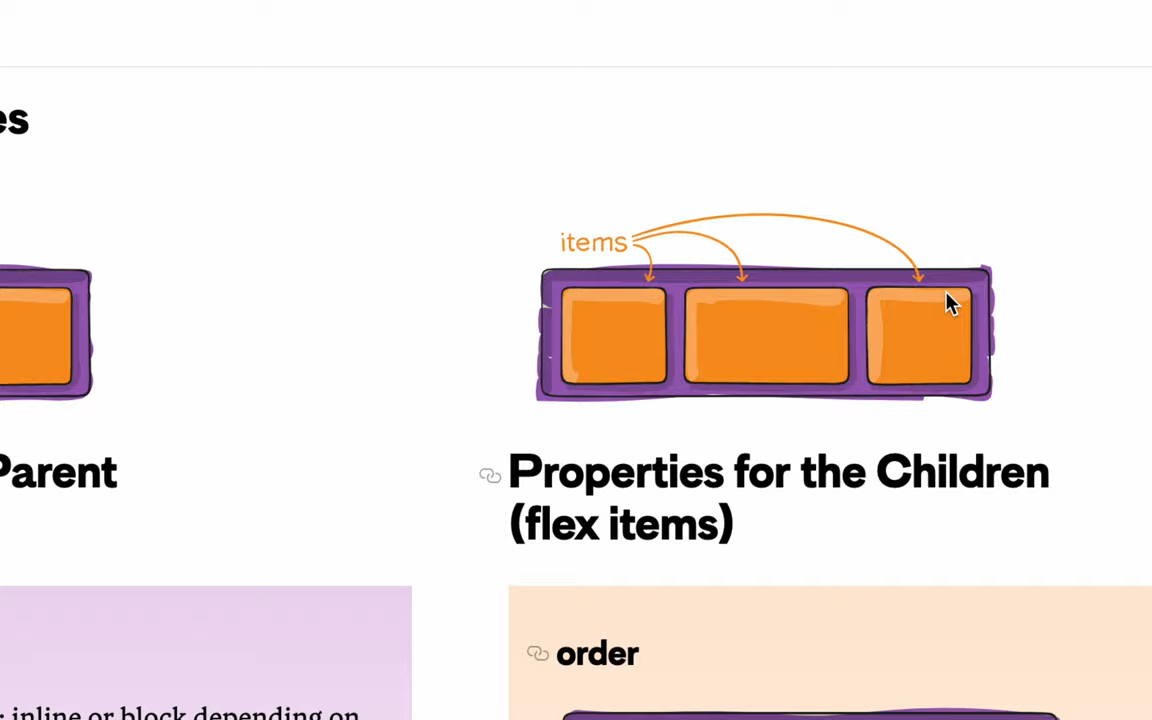 es
items
Parent
Properties for the Children
(flex items)
order
: inline or block depending on